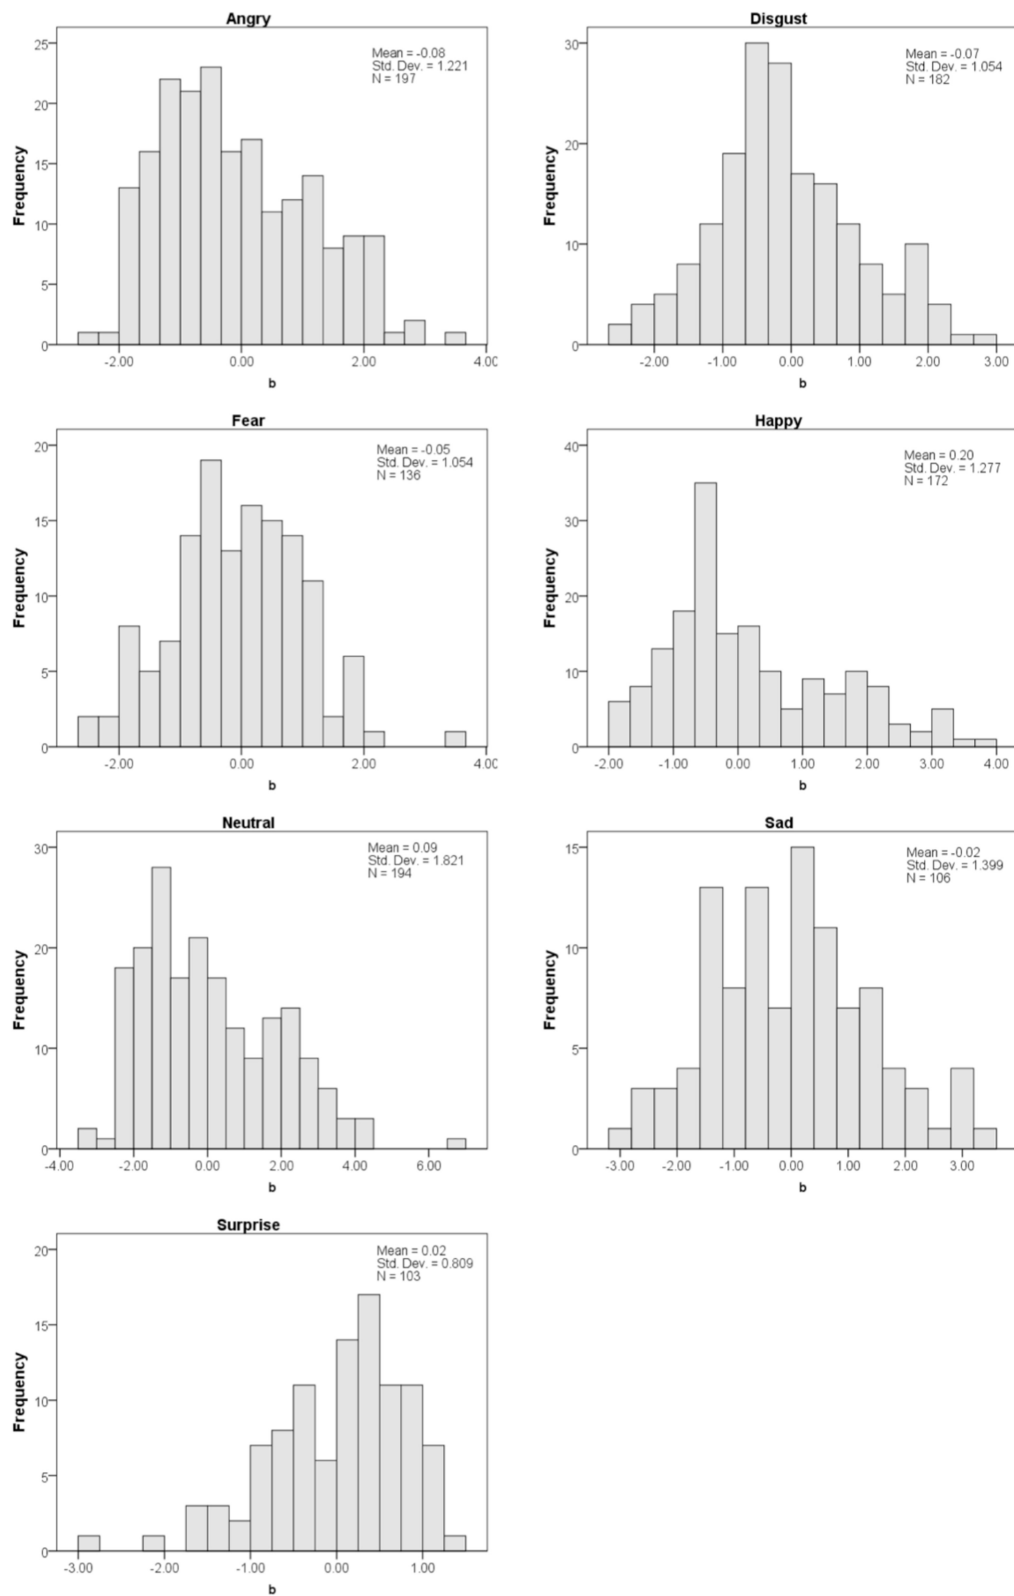 Angry
Mean = -0.08
Std. Dev. = 1.221
N = 197
Frequency
25
20
15
10
5
0
-2.00 0.00 2.00 4.00
b
Disgust
Mean = -0.07
Std. Dev. = 1.054
N = 182
Frequency
30
20
10
0
-2.00 -1.00 0.00 1.00 2.00 3.00
b
Fear
Mean = -0.05
Std. Dev. = 1.054
N = 136
Frequency
20
15
10
5
0
-2.00 0.00 2.00 4.00
b
Happy
Mean = 0.20
Std. Dev. = 1.277
N = 172
Frequency
40
30
20
10
0
-2.00 -1.00 0.00 1.00 2.00 3.00 4.00
b
Neutral
Mean = 0.09
Std. Dev. = 1.821
N = 194
Frequency
30
20
10
0
-4.00 -2.00 0.00 2.00 4.00 6.00
b
Sad
Mean = -0.02
Std. Dev. = 1.399
N = 106
Frequency
15
10
5
0
-3.00 -2.00 -1.00 0.00 1.00 2.00 3.00
b
Surprise
Mean = 0.02
Std. Dev. = 0.809
N = 103
Frequency
20
15
10
5
0
-3.00 -2.00 -1.00 0.00 1.00
b